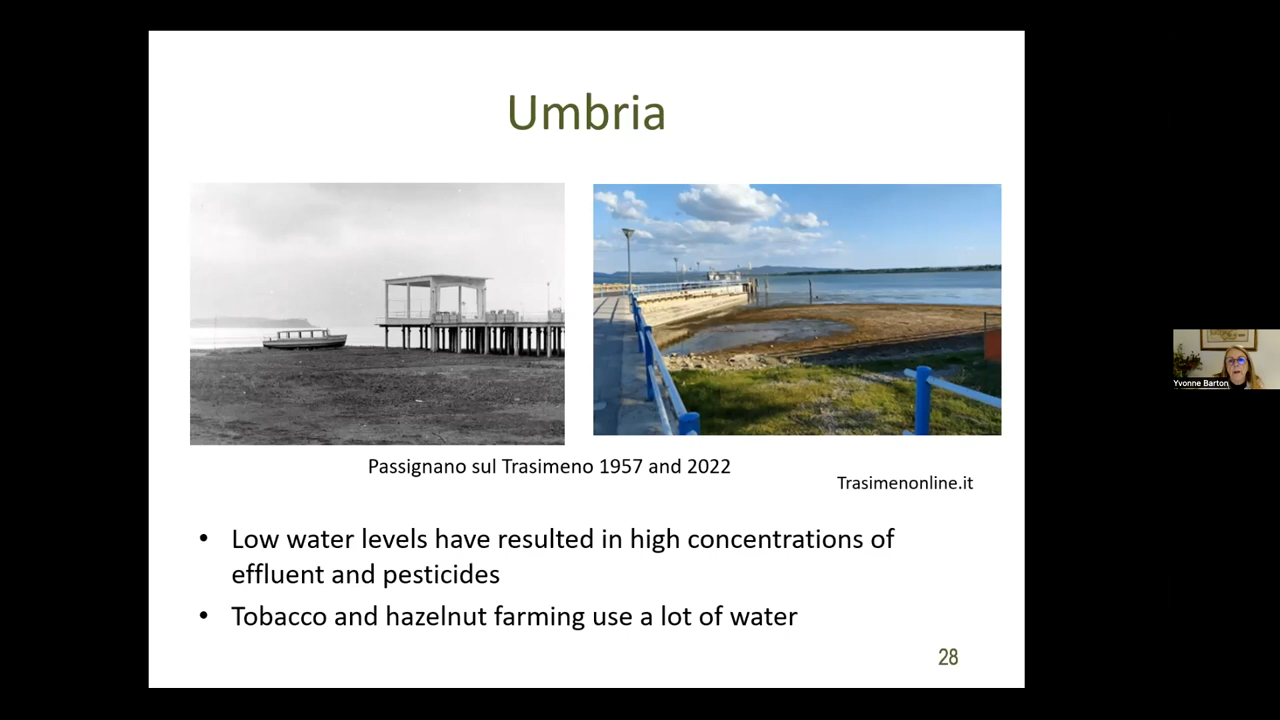 Umbria
Passignano sul Trasimeno 1957 and 2022
Trasimenonline.it
• Low water levels have resulted in high concentrations of
effluent and pesticides
• Tobacco and hazelnut farming use a lot of water
28
Yvonne Barton